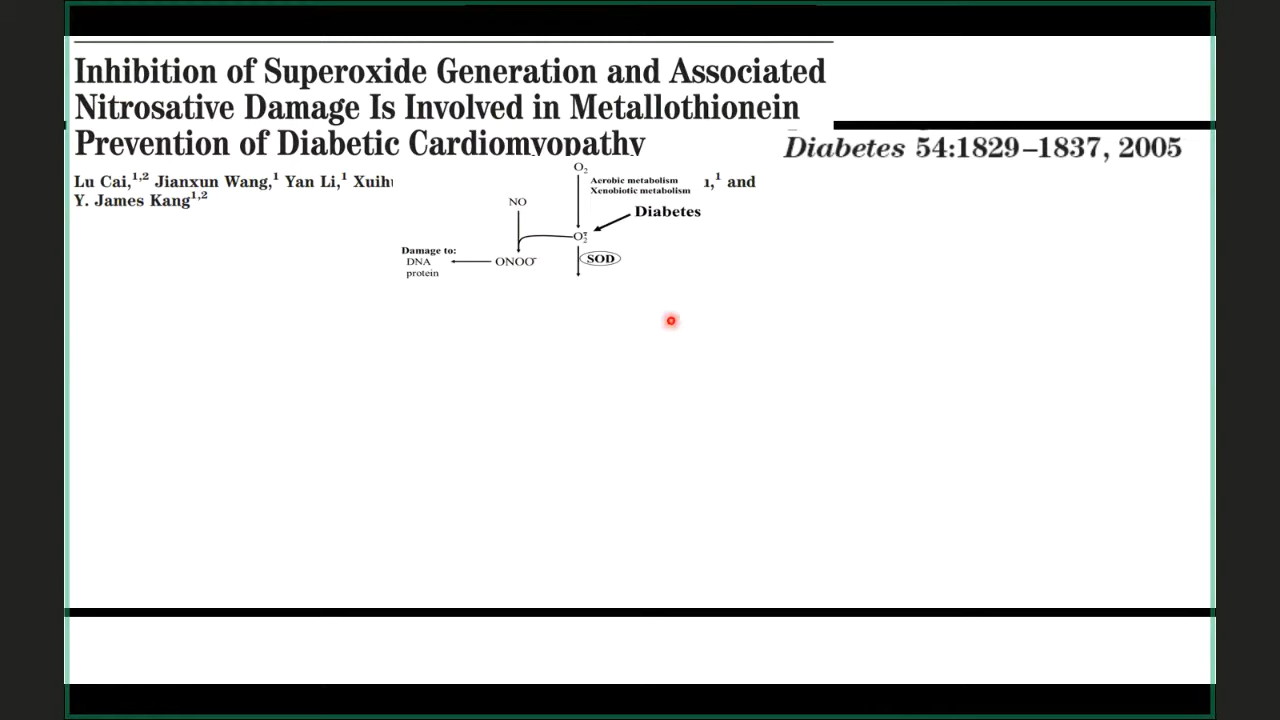 Inhibition of Superoxide Generation and Associated
Nitrosative Damage Is Involved in Metallothionein
Prevention of Diabetic Cardiomyopathy
Diabetes 54:1829–1837, 2005
Lu Cai,1,2 Jianxun Wang,1 Yan Li,1 1 and
Y. James Kang1,2
O2
Aerobic metabolism
Xenobiotic metabolism
NO
Diabetes
O2-
Damage to:
DNA
protein
ONOO-
SOD